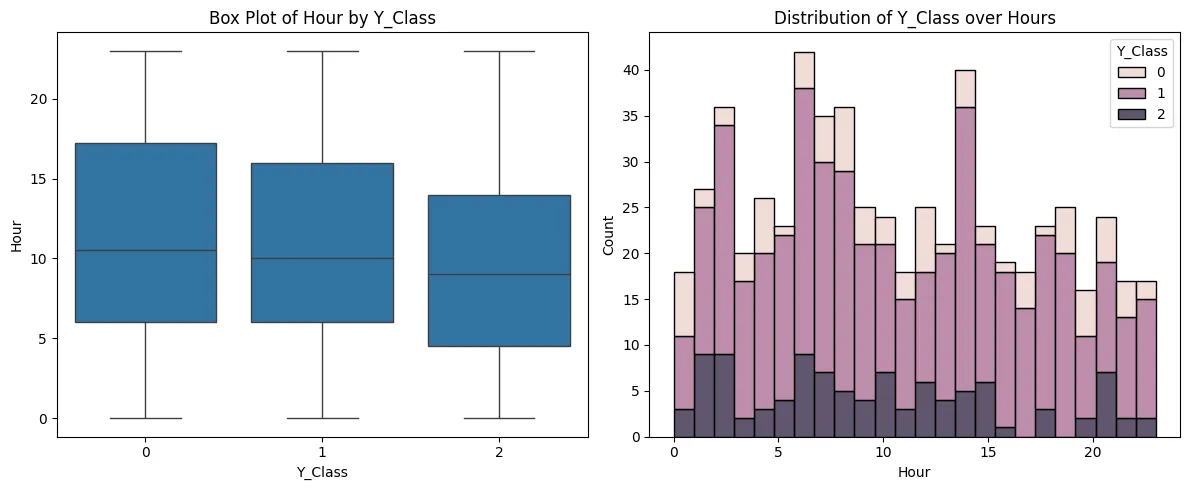 Box Plot of Hour by Y_Class
Hour
20
15
10
5
0
0 1 2
Y_Class
Distribution of Y_Class over Hours
Count
40
35
30
25
20
15
10
5
0
0 5 10 15 20
Hour
Y_Class
0
1
2